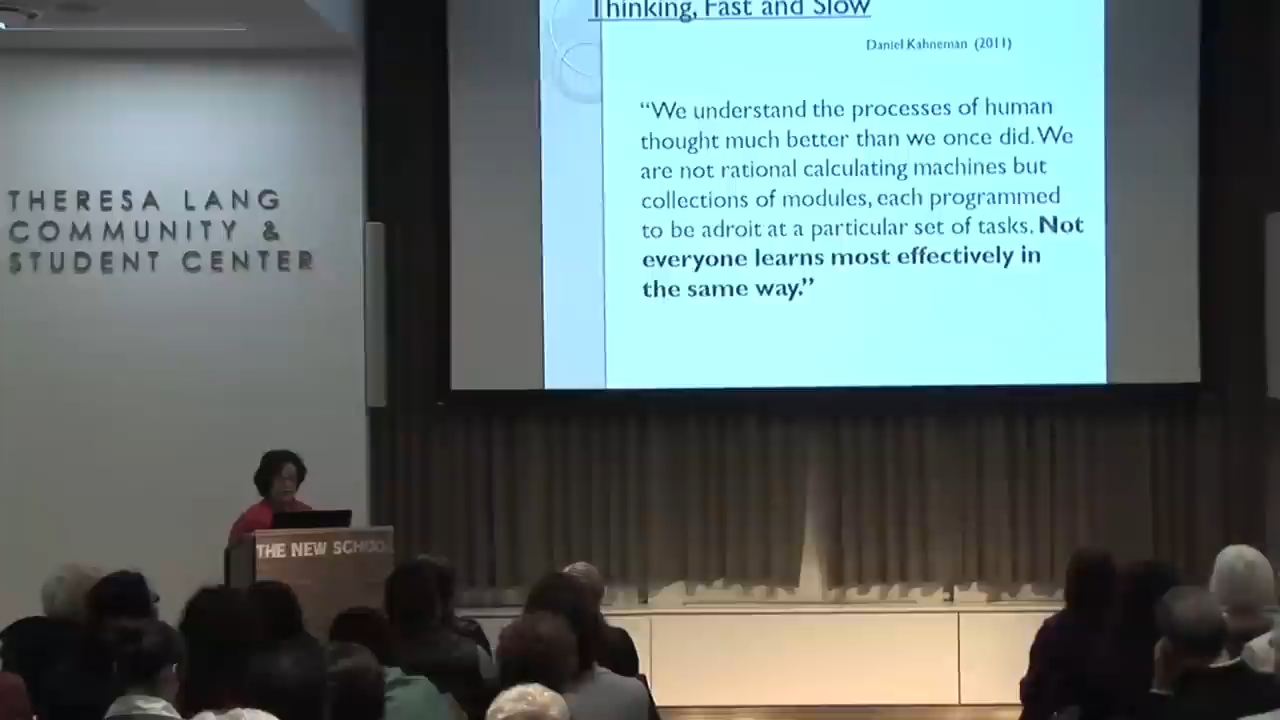 Thinking, Fast and Slow
Daniel Kahneman (2011)
“We understand the processes of human
thought much better than we once did. We
are not rational calculating machines but
collections of modules, each programmed
to be adroit at a particular set of tasks. Not
everyone learns most effectively in
the same way.”
THERESA LANG
COMMUNITY &
STUDENT CENTER
THE NEW SCHOOL